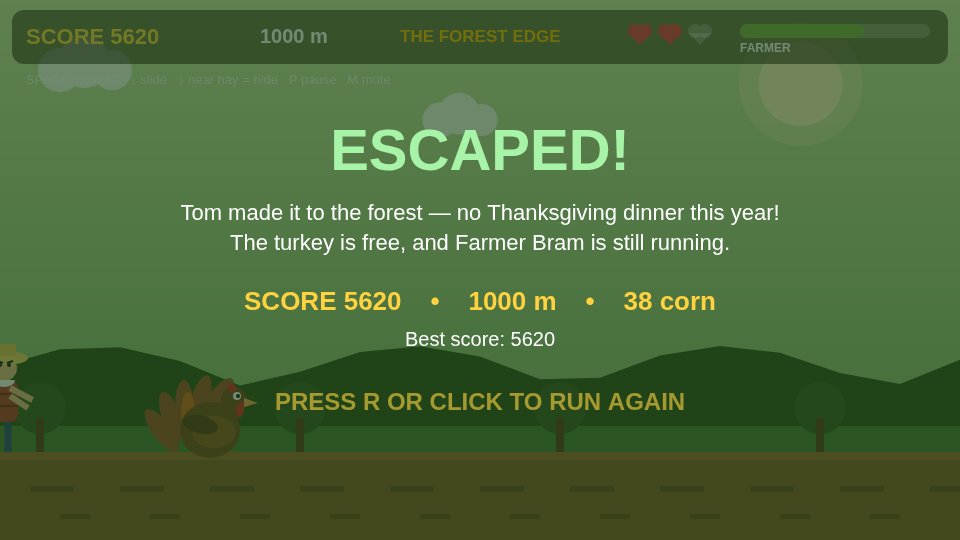 SCORE 5620 1000 m THE FOREST EDGE
FARMER
slide ↓ near hay = hide P pause M mute
ESCAPED!
Tom made it to the forest — no Thanksgiving dinner this year!
The turkey is free, and Farmer Bram is still running.
SCORE 5620 • 1000 m • 38 corn
Best score: 5620
PRESS R OR CLICK TO RUN AGAIN